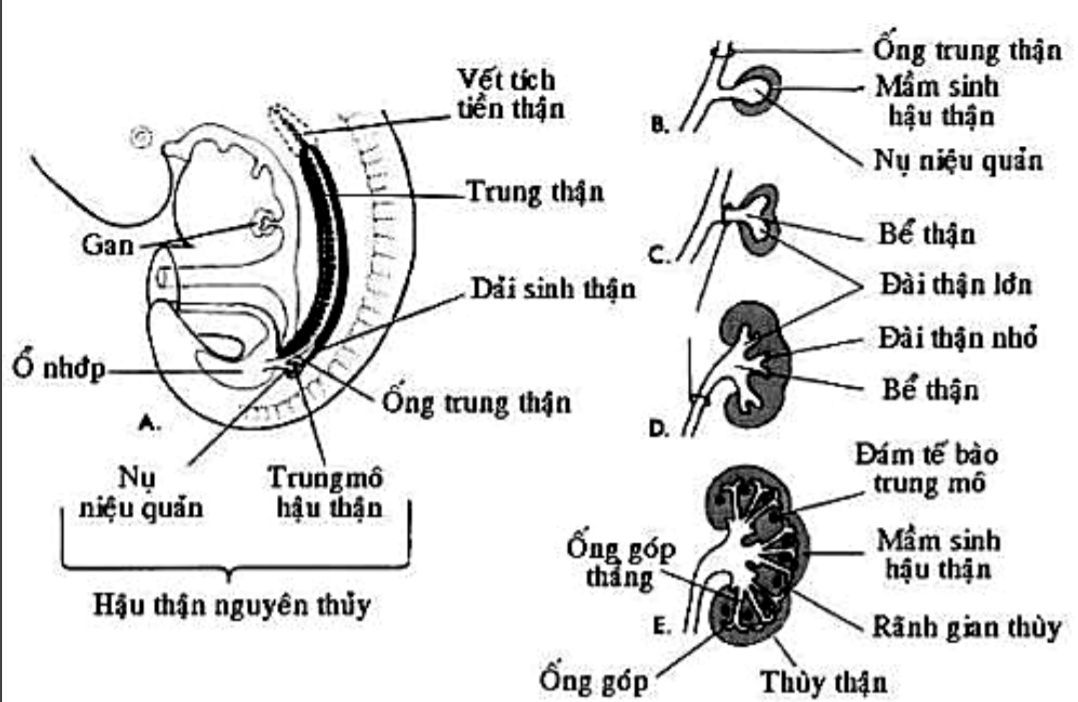 Vết tích
tiền thận
Trung thận
Gan
Dải sinh thận
Ổ nhớp
Ống trung thận
A.
Nụ
niệu quản
Trung mô
hậu thận
Hậu thận nguyên thủy
Ống trung thận
Mầm sinh
hậu thận
B.
Nụ niệu quản
Bể thận
C.
Đài thận lớn
Đài thận nhỏ
Bể thận
D.
Đám tế bào
trung mô
Ống góp
thẳng
Mầm sinh
hậu thận
E.
Rãnh gian thùy
Ống góp
Thùy thận